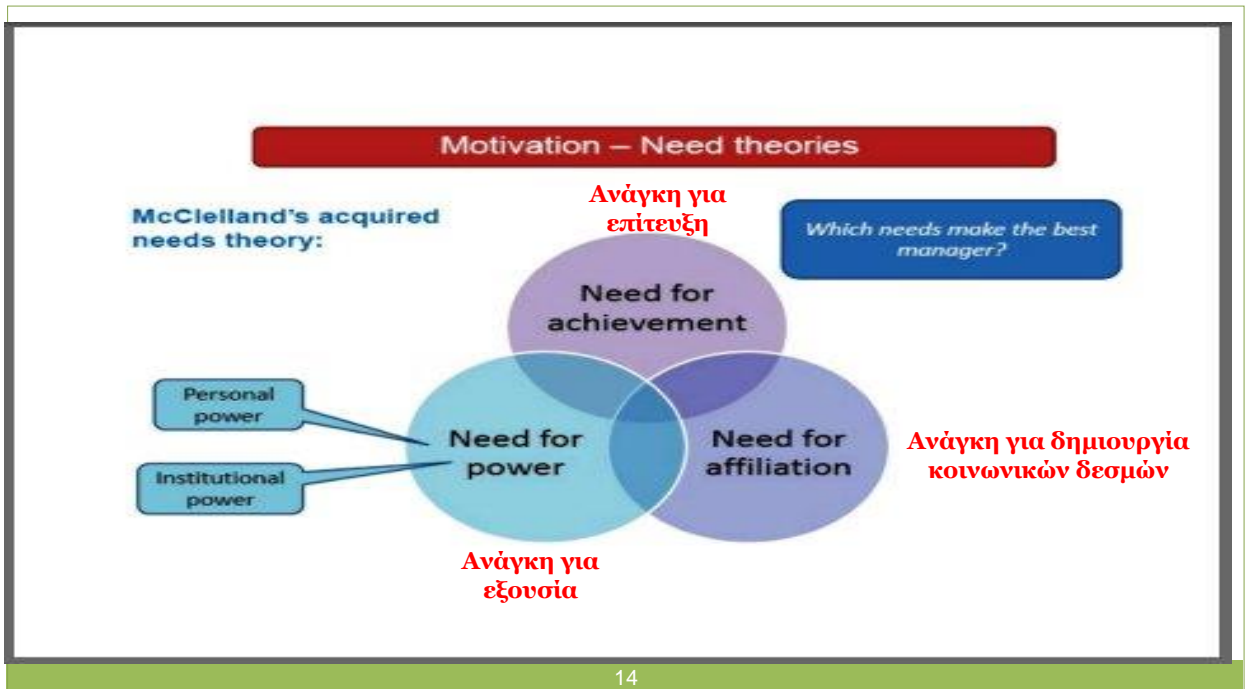 Motivation – Need theories
McClelland's acquired
needs theory:
Ανάγκη για
επίτευξη
Which needs make the best
manager?
Need for
achievement
Personal
power
Institutional
power
Need for
power
Need for
affiliation
Ανάγκη για δημιουργία
κοινωνικών δεσμών
Ανάγκη για
εξουσία
14